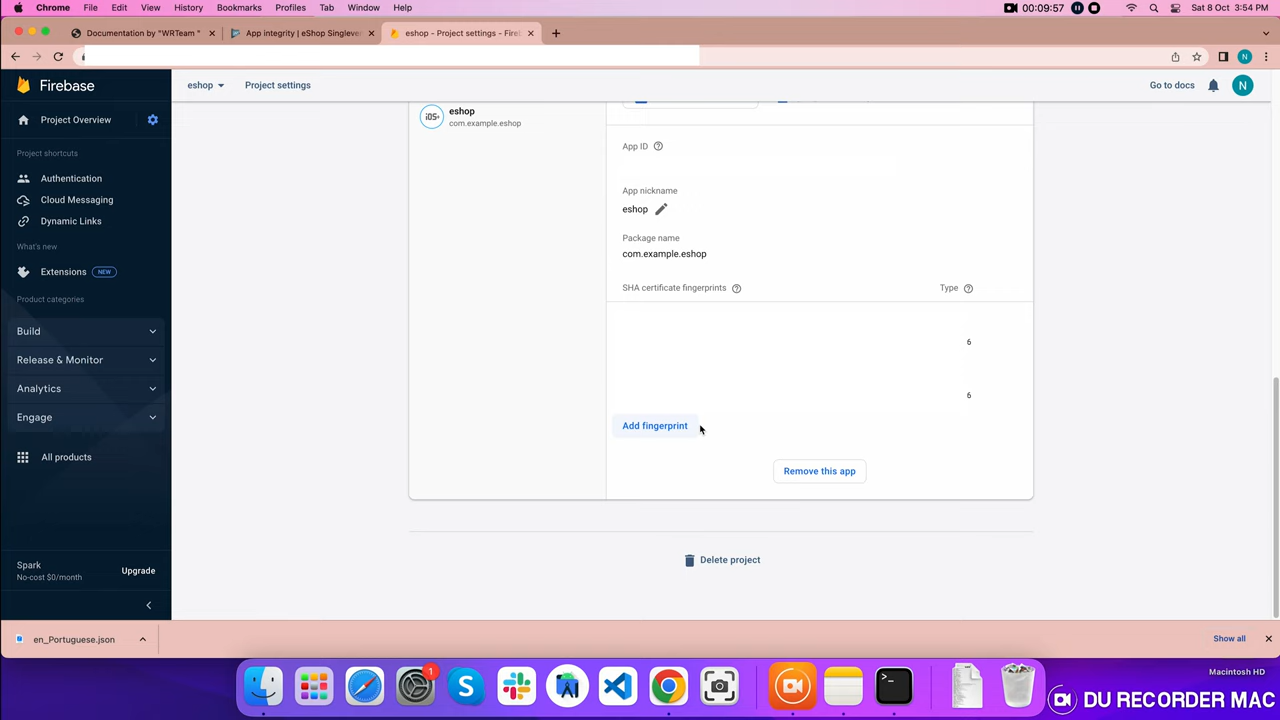 Chrome File Edit View History Bookmarks Profiles Tab Window Help 00:09:57 Sat 8 Oct 3:54 PM
Documentation by "WRTeam" App integrity | eShop Singleve eshop - Project settings - Fire
N
Firebase eshop Project settings Go to docs N
Project Overview
Project shortcuts
Authentication
Cloud Messaging
Dynamic Links
What's new
Extensions NEW
Product categories
Build
Release & Monitor
Analytics
Engage
All products
Spark
No-cost $0/month
Upgrade
iOS+
eshop
com.example.eshop
App ID
App nickname
eshop
Package name
com.example.eshop
SHA certificate fingerprints Type
6
6
Add fingerprint
Remove this app
Delete project
en_Portuguese.json Show all
Macintosh HD
1
S
>_
DU RECORDER MAC